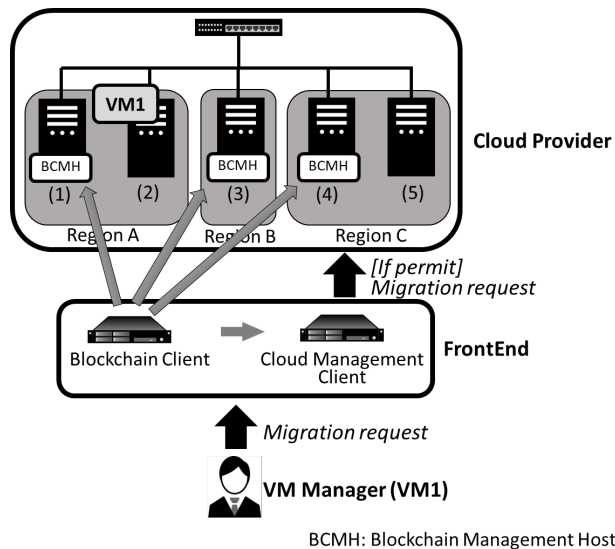 VM1
Cloud Provider
BCMH
BCMH
BCMH
(1)
(2)
(3)
(4)
(5)
Region A
Region B
Region C
[If permit]
Migration request
Blockchain Client
Cloud Management
Client
FrontEnd
Migration request
VM Manager (VM1)
BCMH: Blockchain Management Host